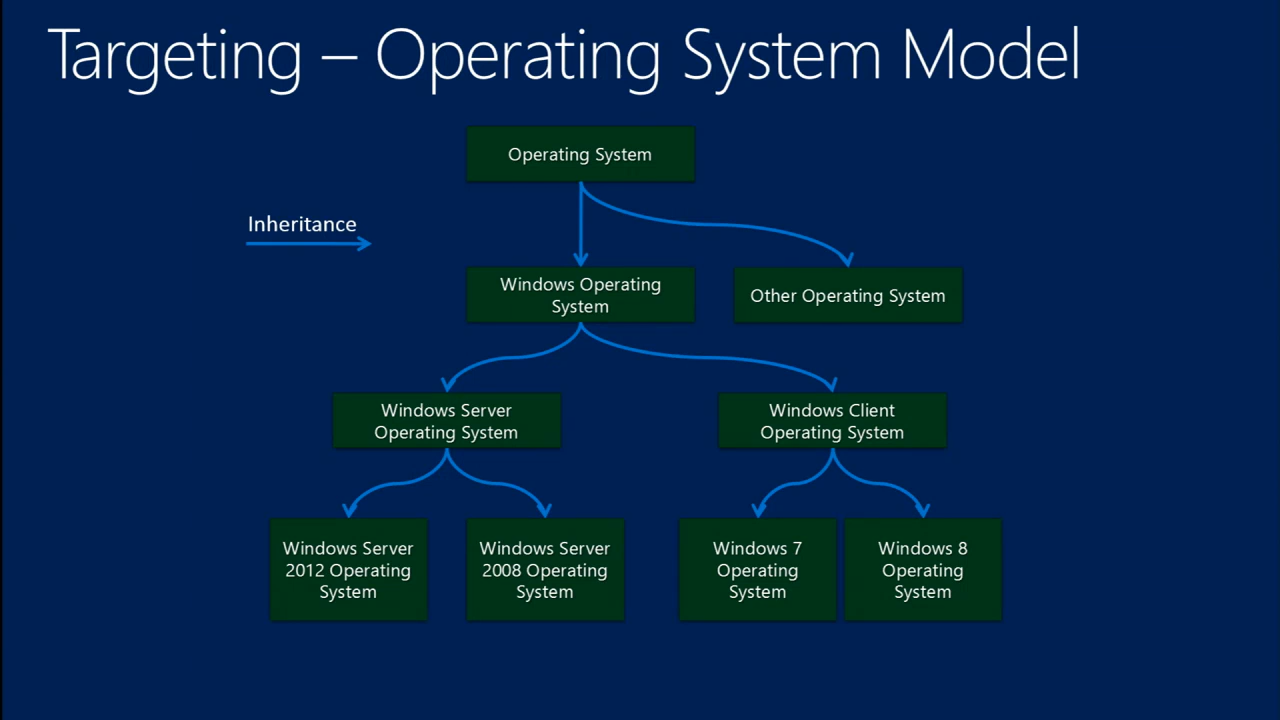 Targeting – Operating System Model
Operating System
Inheritance
Windows Operating
System
Other Operating System
Windows Server
Operating System
Windows Client
Operating System
Windows Server
2012 Operating
System
Windows Server
2008 Operating
System
Windows 7
Operating
System
Windows 8
Operating
System